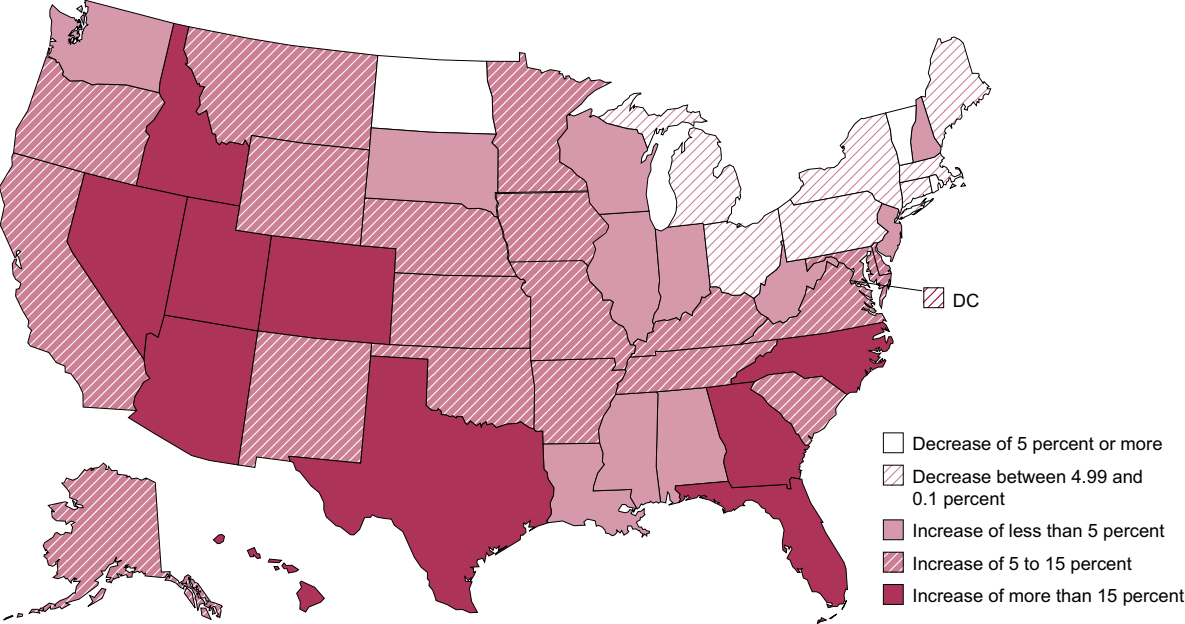 DC
Decrease of 5 percent or more
Decrease between 4.99 and
0.1 percent
Increase of less than 5 percent
Increase of 5 to 15 percent
Increase of more than 15 percent